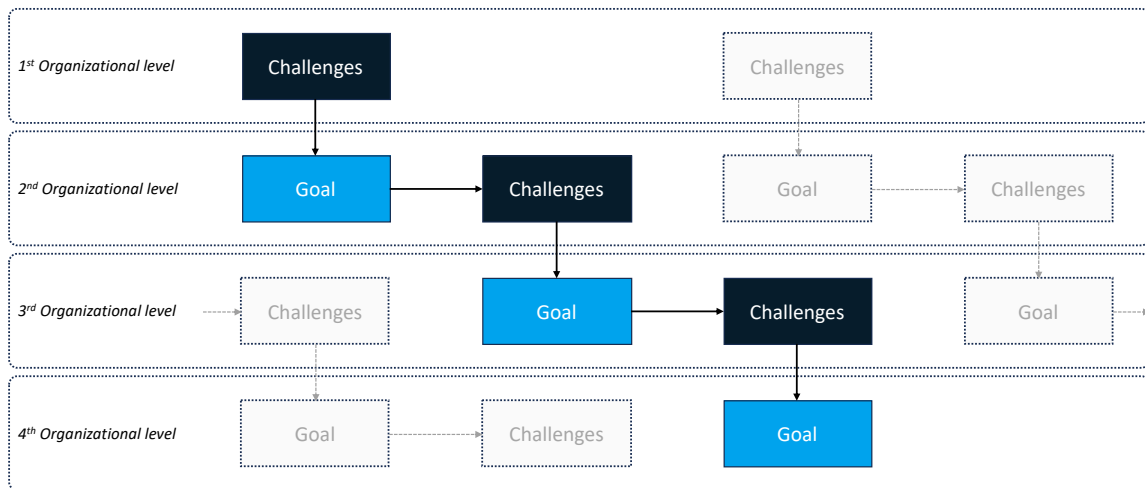 1st Organizational level
Challenges
Challenges
2nd Organizational level
Goal
Challenges
Goal
Challenges
3rd Organizational level
Challenges
Goal
Challenges
Goal
4th Organizational level
Goal
Challenges
Goal